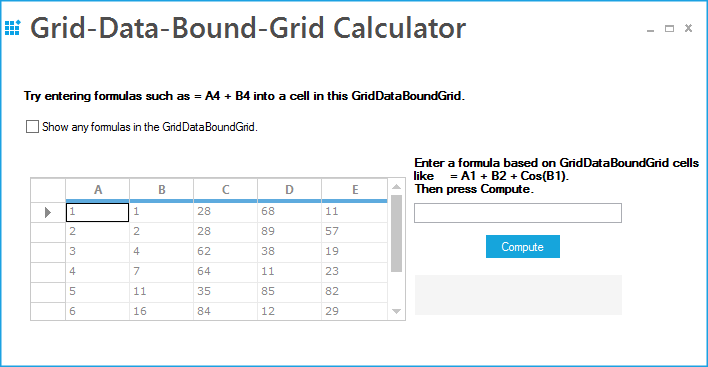 Grid-Data-Bound-Grid Calculator
Try entering formulas such as = A4 + B4 into a cell in this GridDataBoundGrid.
Show any formulas in the GridDataBoundGrid.
Enter a formula based on GridDataBoundGrid cells
like = A1 + B2 + Cos(B1).
Then press Compute.
A B C D E
1 1 28 68 11
2 2 28 89 57
3 4 62 38 19
4 7 64 11 23
5 11 35 85 82
6 16 84 12 29
Compute